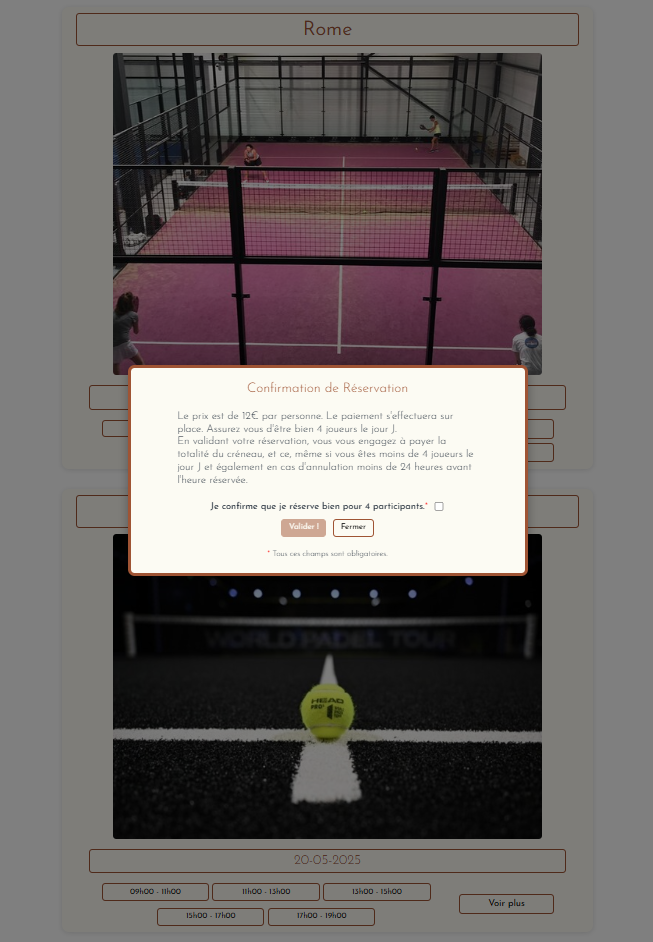 Rome
Confirmation de Réservation
Le prix est de 12€ par personne. Le paiement s'effectuera sur
place. Assurez vous d'être bien 4 joueurs le jour J.
En validant votre réservation, vous vous engagez à payer la
totalité du créneau, et ce, même si vous êtes moins de 4 joueurs le
jour J et également en cas d'annulation moins de 24 heures avant
l'heure réservée.
Je confirme que je réserve bien pour 4 participants.*
Valider ! Fermer
* Tous ces champs sont obligatoires.
WORLD PADEL TOUR
HEAD
20-05-2025
09h00 - 11h00 11h00 - 13h00 13h00 - 15h00
Voir plus
15h00 - 17h00 17h00 - 19h00